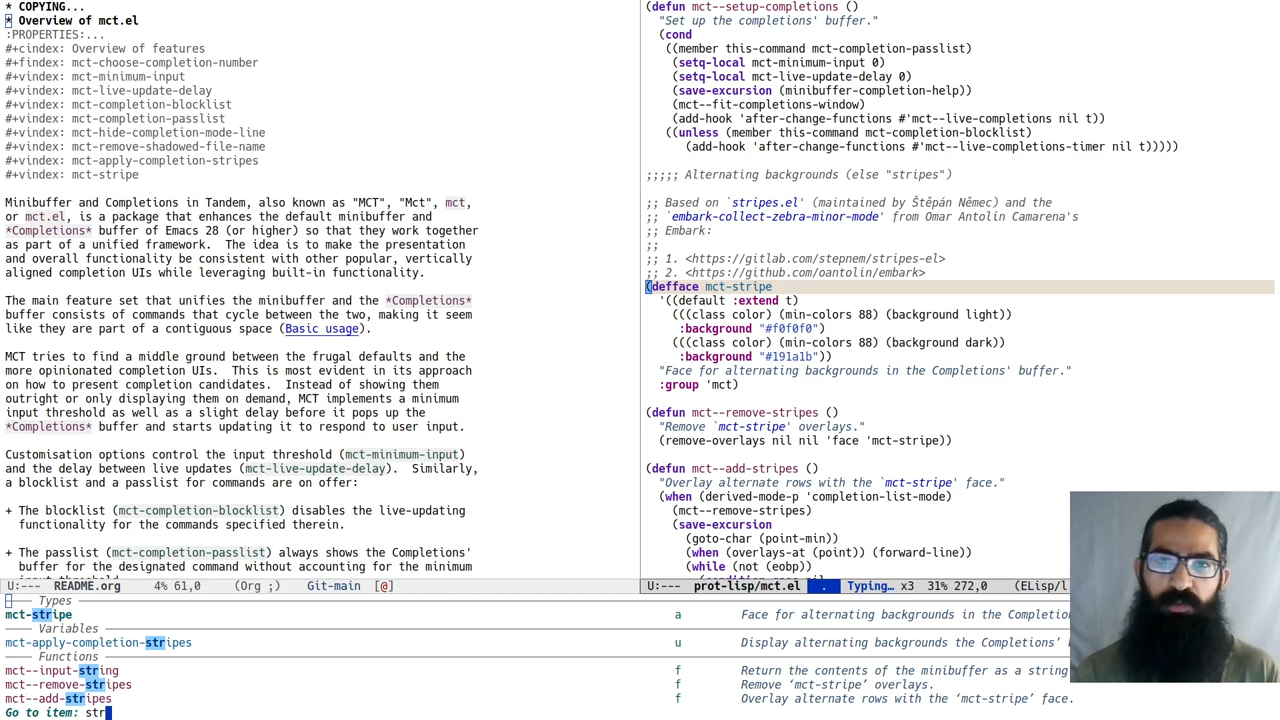 * COPYING...
* Overview of mct.el
:PROPERTIES:...
#+cindex: Overview of features
#+findex: mct-choose-completion-number
#+vindex: mct-minimum-input
#+vindex: mct-live-update-delay
#+vindex: mct-completion-blocklist
#+vindex: mct-completion-passlist
#+vindex: mct-hide-completion-mode-line
#+vindex: mct-remove-shadowed-file-name
#+vindex: mct-apply-completion-stripes
#+vindex: mct-stripe
Minibuffer and Completions in Tandem, also known as "MCT", "Mct", mct,
or mct.el, is a package that enhances the default minibuffer and
*Completions* buffer of Emacs 28 (or higher) so that they work together
as part of a unified framework.  The idea is to make the presentation
and overall functionality be consistent with other popular, vertically
aligned completion UIs while leveraging built-in functionality.
The main feature set that unifies the minibuffer and the *Completions*
buffer consists of commands that cycle between the two, making it seem
like they are part of a contiguous space (Basic usage).
MCT tries to find a middle ground between the frugal defaults and the
more opinionated completion UIs.  This is most evident in its approach
on how to present completion candidates.  Instead of showing them
outright or only displaying them on demand, MCT implements a minimum
input threshold as well as a slight delay before it pops up the
*Completions* buffer and starts updating it to respond to user input.
Customisation options control the input threshold (mct-minimum-input)
and the delay between live updates (mct-live-update-delay).  Similarly,
a blocklist and a passlist for commands are on offer:
+ The blocklist (mct-completion-blocklist) disables the live-updating
functionality for the commands specified therein.
+ The passlist (mct-completion-passlist) always shows the Completions'
buffer for the designated command without accounting for the minimum
input threshold.
U:--- README.org 4% 61,0 (Org ;) Git-main [@]
(defun mct--setup-completions ()
"Set up the completions' buffer."
(cond
((member this-command mct-completion-passlist)
(setq-local mct-minimum-input 0)
(setq-local mct-live-update-delay 0)
(save-excursion (minibuffer-completion-help))
(mct--fit-completions-window)
(add-hook 'after-change-functions #'mct--live-completions nil t))
((unless (member this-command mct-completion-blocklist)
(add-hook 'after-change-functions #'mct--live-completions-timer nil t)))))
;;;;; Alternating backgrounds (else "stripes")
;; Based on `stripes.el' (maintained by Štěpán Němec) and the
;; `embark-collect-zebra-minor-mode' from Omar Antolín Camarena's
;; Embark:
;;
;; 1. <https://gitlab.com/stepnem/stripes-el>
;; 2. <https://github.com/oantolin/embark>
(defface mct-stripe
'((default :extend t)
(((class color) (min-colors 88) (background light))
:background "#f0f0f0")
(((class color) (min-colors 88) (background dark))
:background "#191a1b"))
"Face for alternating backgrounds in the Completions' buffer."
:group 'mct)
(defun mct--remove-stripes ()
"Remove `mct-stripe' overlays."
(remove-overlays nil nil 'face 'mct-stripe))
(defun mct--add-stripes ()
"Overlay alternate rows with the `mct-stripe' face."
(when (derived-mode-p 'completion-list-mode)
(mct--remove-stripes)
(save-excursion
(goto-char (point-min))
(when (overlays-at (point)) (forward-line))
(while (not (eobp))
(condition-case nil
U:--- prot-lisp/mct.el . Typing… x3 31% 272,0 (ELisp/l
Types
mct-stripe a Face for alternating backgrounds in the Completion
Variables
mct-apply-completion-stripes u Display alternating backgrounds the Completions’ b
Functions
mct--input-string f Return the contents of the minibuffer as a string
mct--remove-stripes f Remove ‘mct-stripe’ overlays.
mct--add-stripes f Overlay alternate rows with the ‘mct-stripe’ face.
Go to item: str